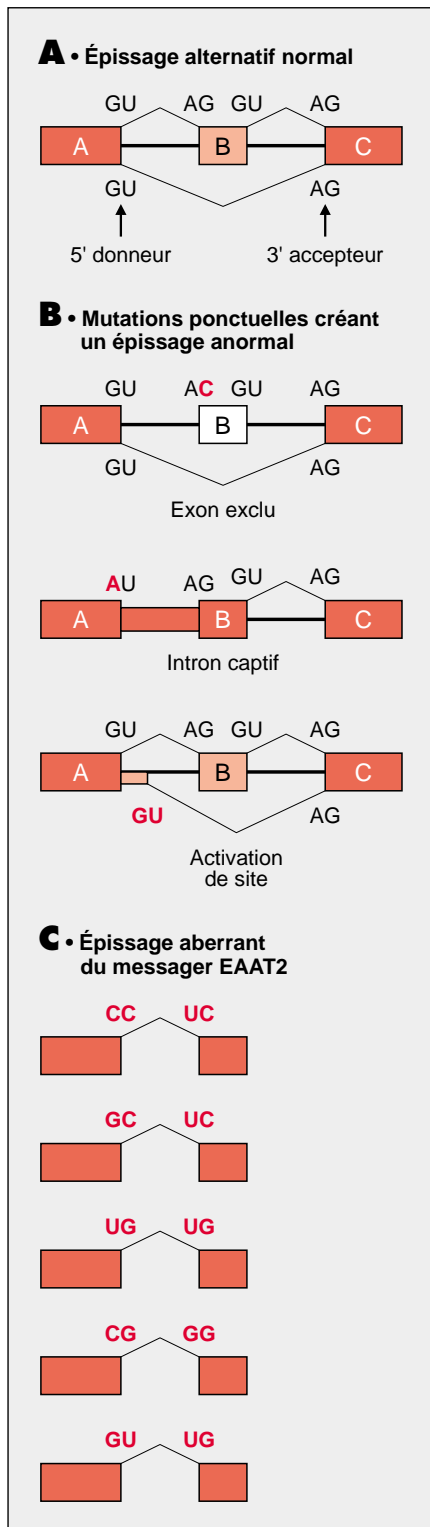 A • Épissage alternatif normal
GU AG GU AG
A B C
GU AG
5' donneur 3' accepteur
B • Mutations ponctuelles créant
un épissage anormal
GU AC GU AG
A B C
GU AG
Exon exclu
AU AG GU AG
A B C
Intron captif
GU AG GU AG
A B C
GU AG
Activation
de site
C • Épissage aberrant
du messager EAAT2
CC UC
GC UC
UG UG
CG GG
GU UG